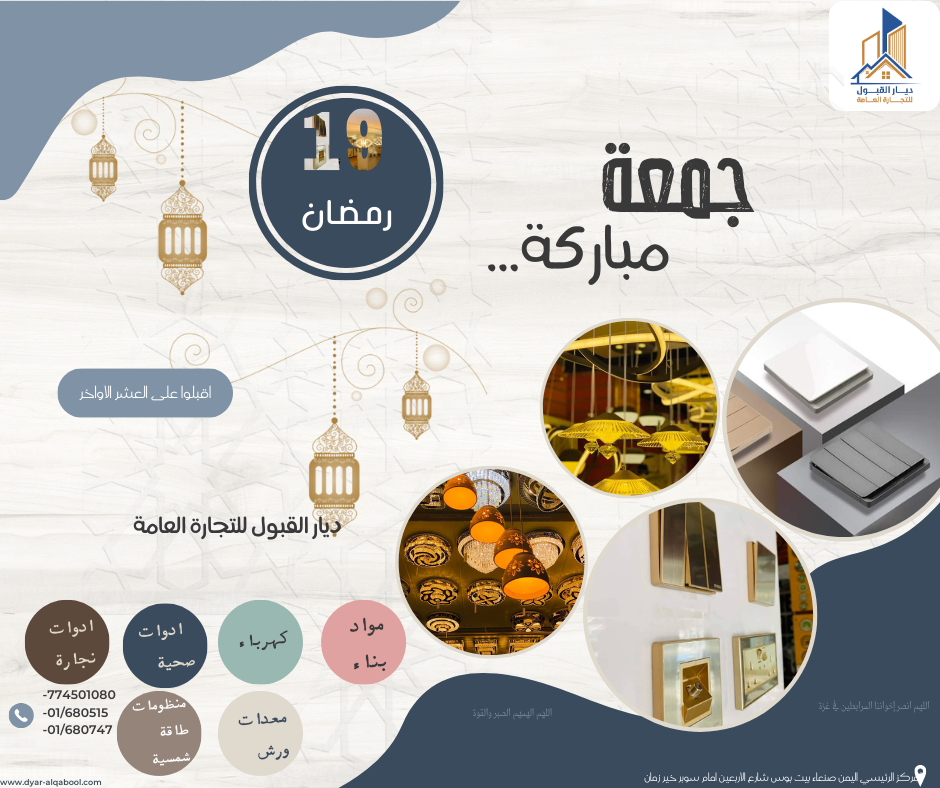 ديار القبول
للتجارة العامة
19
رمضان
جمعة
مباركة...
اقبلوا على العشر الأواخر
ديار القبول للتجارة العامة
مواد
بناء
كهرباء
ادوات
صحية
ادوات
نجارة
معدات
ورش
منظومات
طاقة
شمسية
774501080-
01/680515-
01/680747-
اللهم انصر إخواننا المرابطين في غزة
اللهم الهمهم الصبر والقوة
المركز الرئيسي اليمن صنعاء بيت بوس شارع الأربعين امام سوبر خير زمان
www.dyar-alqabool.com